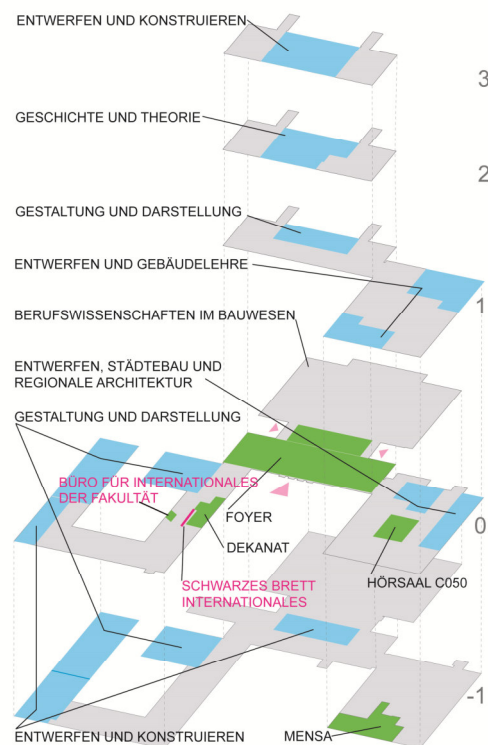 ENTWERFEN UND KONSTRUIEREN
3
GESCHICHTE UND THEORIE
2
GESTALTUNG UND DARSTELLUNG
ENTWERFEN UND GEBÄUDELEHRE
1
BERUFSWISSENSCHAFTEN IM BAUWESEN
ENTWERFEN, STÄDTEBAU UND
REGIONALE ARCHITEKTUR
GESTALTUNG UND DARSTELLUNG
BÜRO FÜR INTERNATIONALES
DER FAKULTÄT
FOYER
0
DEKANAT
SCHWARZES BRETT
INTERNATIONALES
HÖRSAAL C050
-1
ENTWERFEN UND KONSTRUIEREN
MENSA